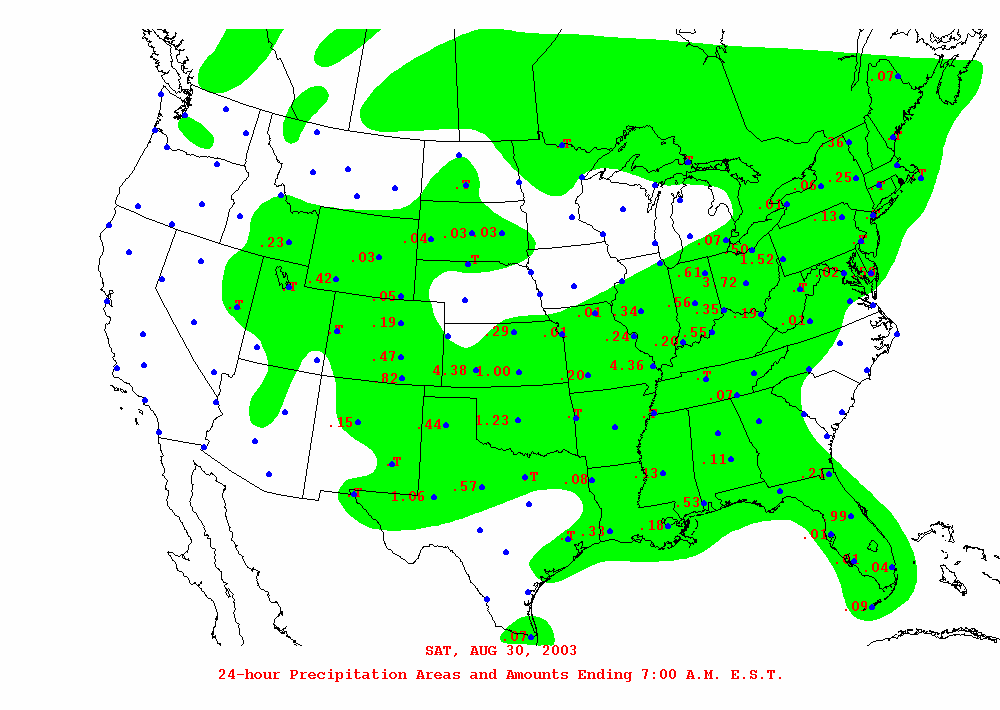 .07
.36 T
T
T
.25
.06 T T
.T
.01
.13 T
.04 .03 .03
.07
.23
.50
T
.03
T
1.52
.61
.02
.42
3.72
T
T
.05
.56
T
.01 .34 .35 .19
.19
.01
T
.29 .01
.24 .20 .55
.47
4.38 1.00
4.36
.82
.20
.T
.07
.15 .44 1.23
T
.T
.11
T
.13
.2
.57
.08
T
1.06
.53
.99
.18
.33
.T
.01
.04
.09
.07
SAT, AUG 30, 2003
24-hour Precipitation Areas and Amounts Ending 7:00 A.M. E.S.T.